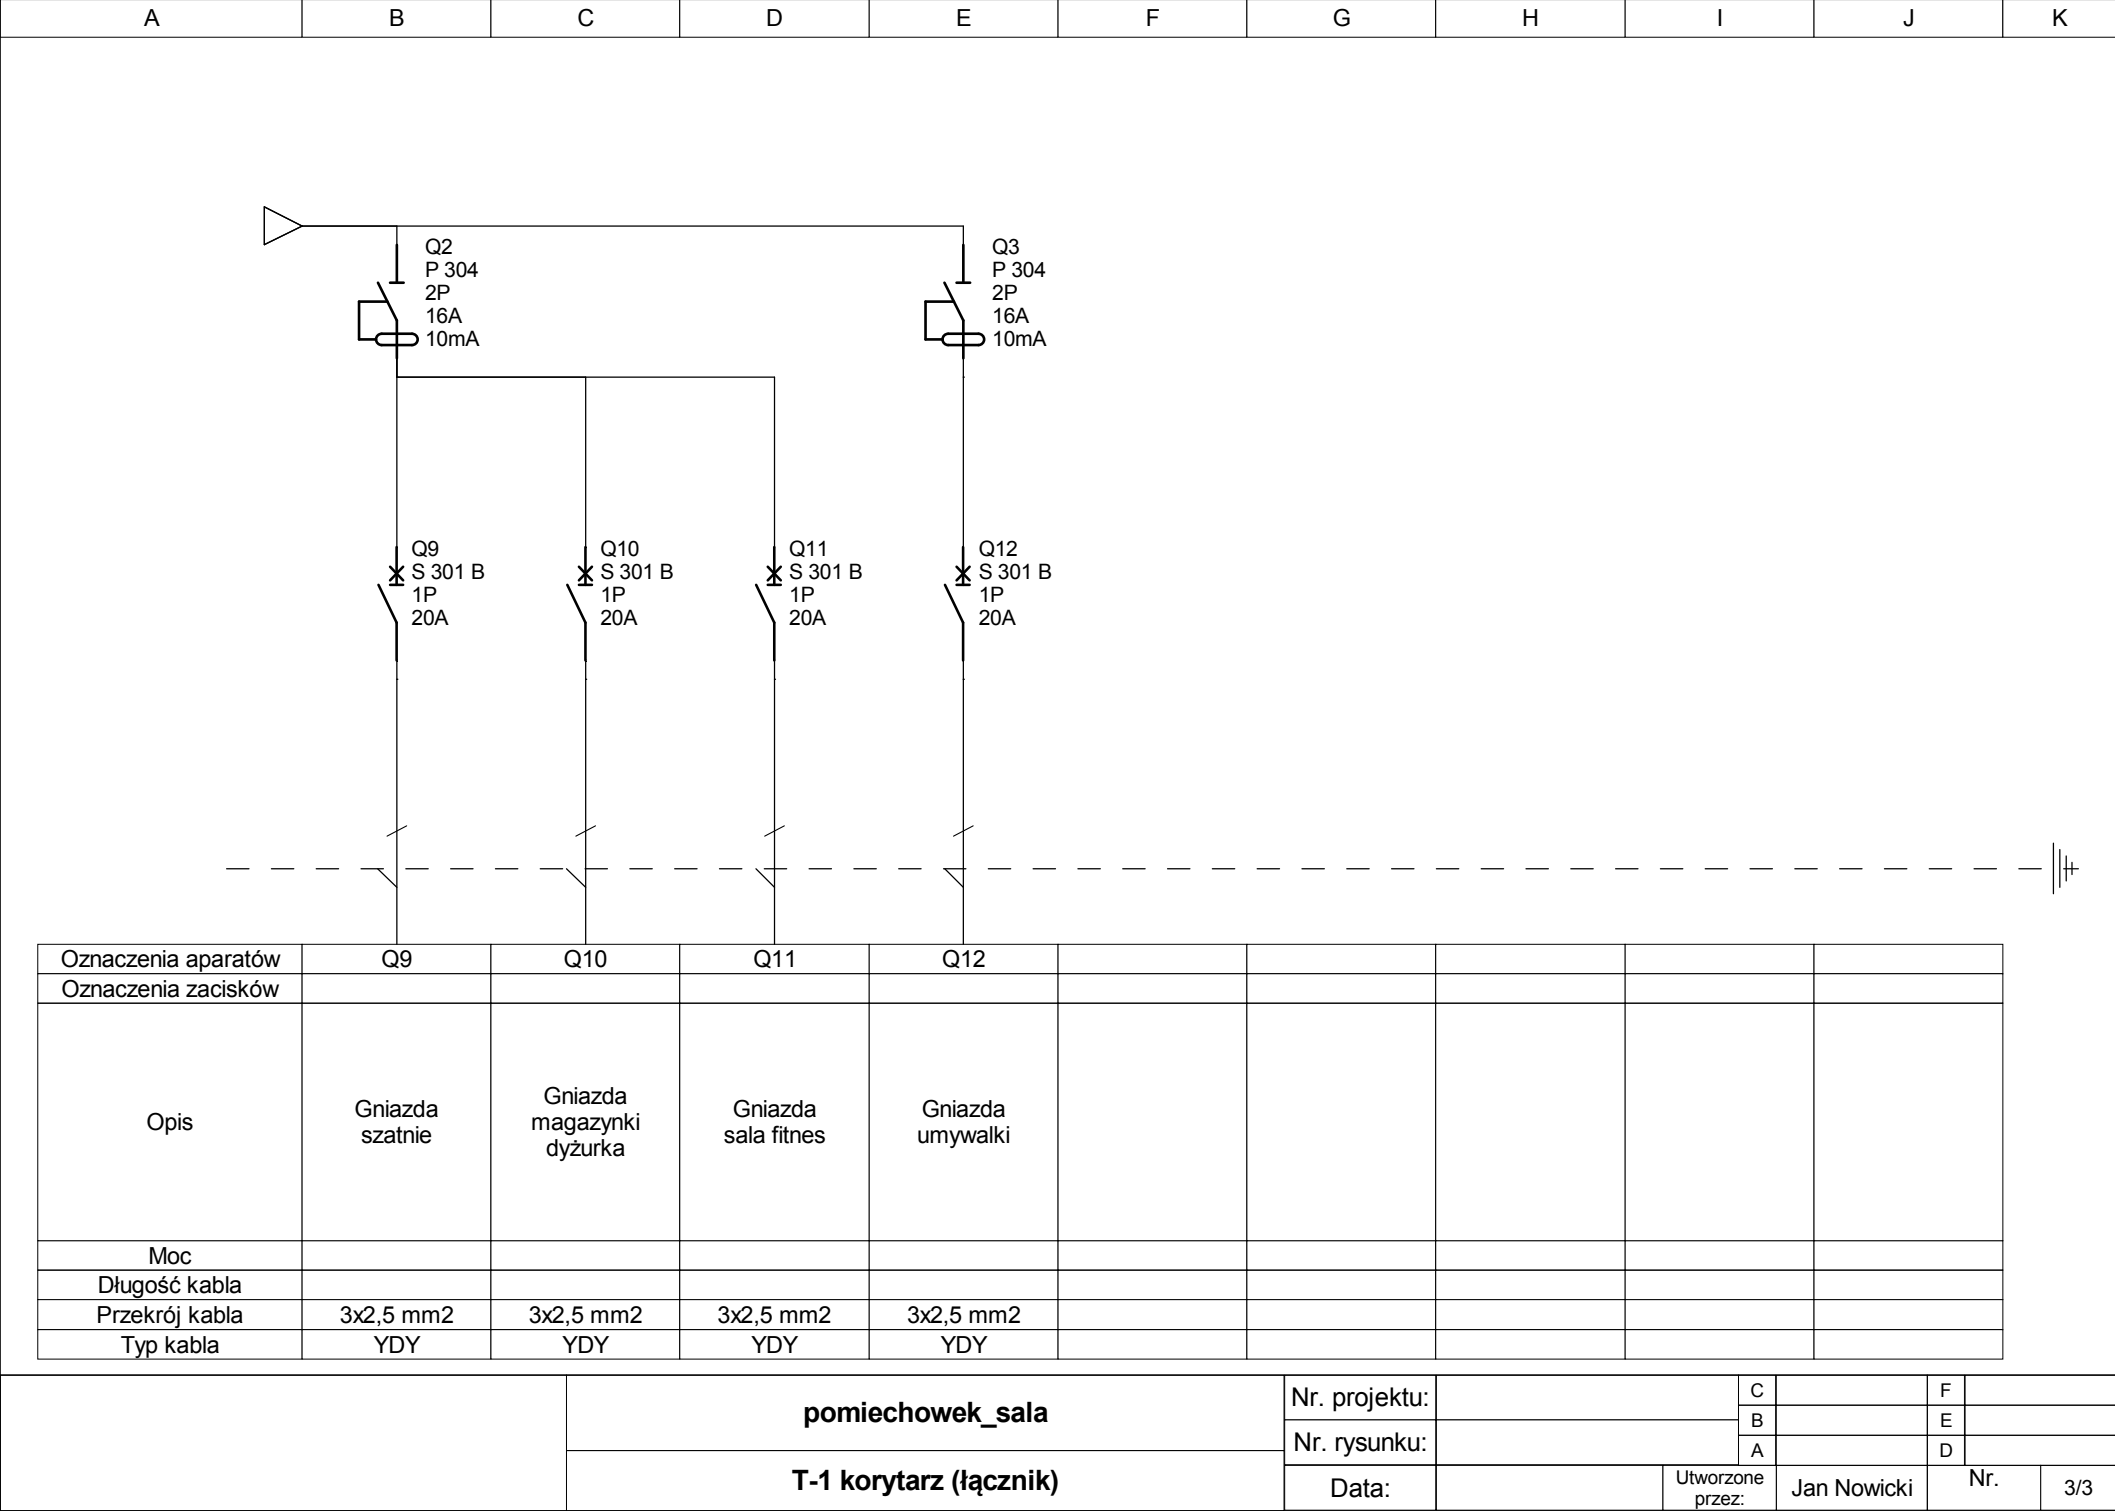 A B C D E F G H I J K
Q2
P 304
2P
16A
10mA
Q3
P 304
2P
16A
10mA
Q9
S 301 B
1P
20A
Q10
S 301 B
1P
20A
Q11
S 301 B
1P
20A
Q12
S 301 B
1P
20A
Oznaczenia aparatów Q9 Q10 Q11 Q12
Oznaczenia zacisków
Opis
Gniazda
szatnie
Gniazda
magazynki
dyżurka
Gniazda
sala fitnes
Gniazda
umywalki
Moc
Długość kabla
Przekrój kabla 3x2,5 mm2 3x2,5 mm2 3x2,5 mm2 3x2,5 mm2
Typ kabla YDY YDY YDY YDY
pomiechowek_sala
T-1 korytarz (łącznik)
Nr. projektu:
Nr. rysunku:
Data:
C F
B E
A D
Utworzone
przez:
Jan Nowicki
Nr.
3/3